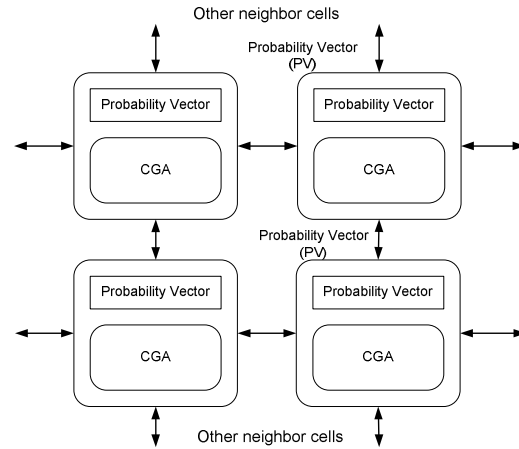 Other neighbor cells
Probability Vector
(PV)
Probability Vector
Probability Vector
CGA
CGA
Probability Vector
(PV)
Probability Vector
Probability Vector
CGA
CGA
Other neighbor cells